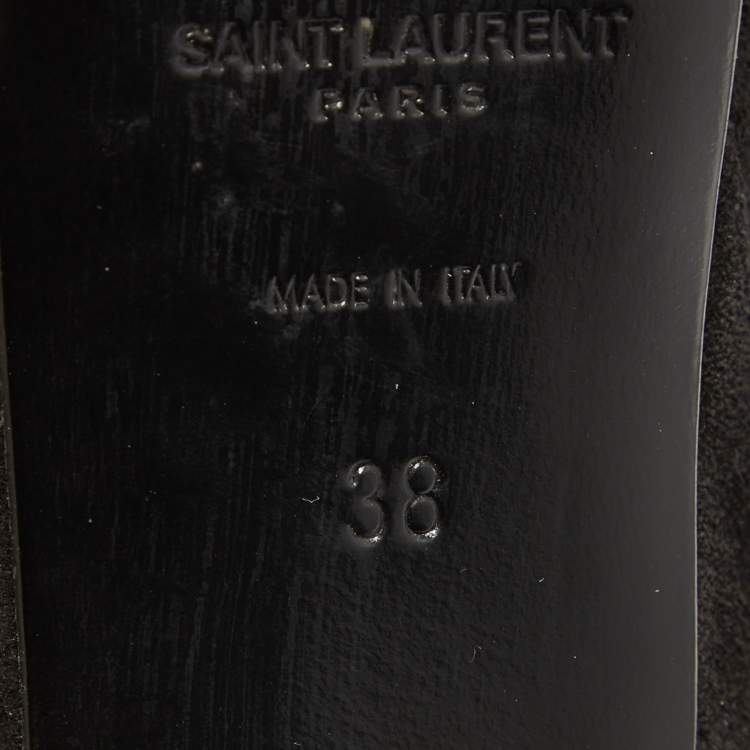 SAINT LAURENT
PARIS
MADE IN ITALY
38